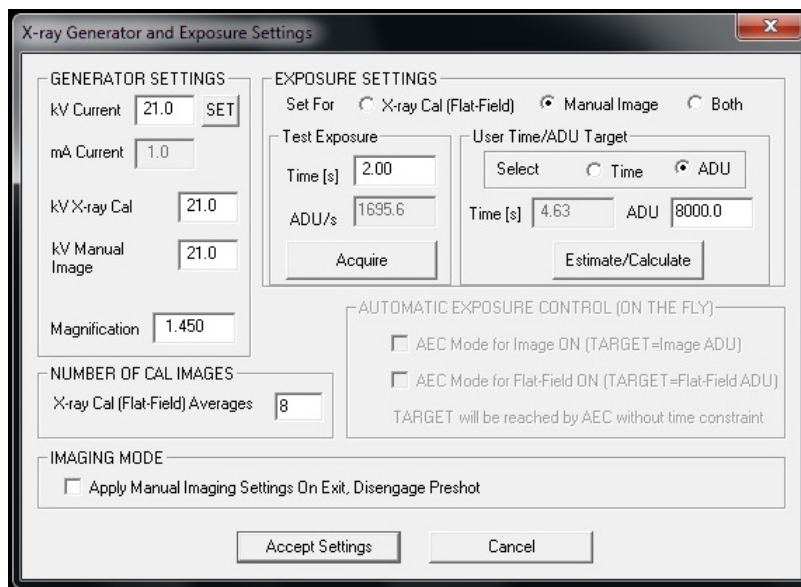 X-ray Generator and Exposure Settings
GENERATOR SETTINGS
kV Current 21.0 SET
mA Current 1.0
kV X-ray Cal 21.0
kV Manual Image 21.0
Magnification 1.450
NUMBER OF CAL IMAGES
X-ray Cal (Flat-Field) Averages 8
EXPOSURE SETTINGS
Set For X-ray Cal (Flat-Field) Manual Image Both
Test Exposure
Time [s] 2.00
ADU/s 1695.6
Acquire
User Time/ADU Target
Select Time ADU
Time [s] 4.63 ADU 8000.0
Estimate/Calculate
AUTOMATIC EXPOSURE CONTROL (ON THE FLY)
AEC Mode for Image ON (TARGET=Image ADU)
AEC Mode for Flat-Field ON (TARGET=Flat-Field ADU)
TARGET will be reached by AEC without time constraint
IMAGING MODE
Apply Manual Imaging Settings On Exit, Disengage Preshot
Accept Settings Cancel